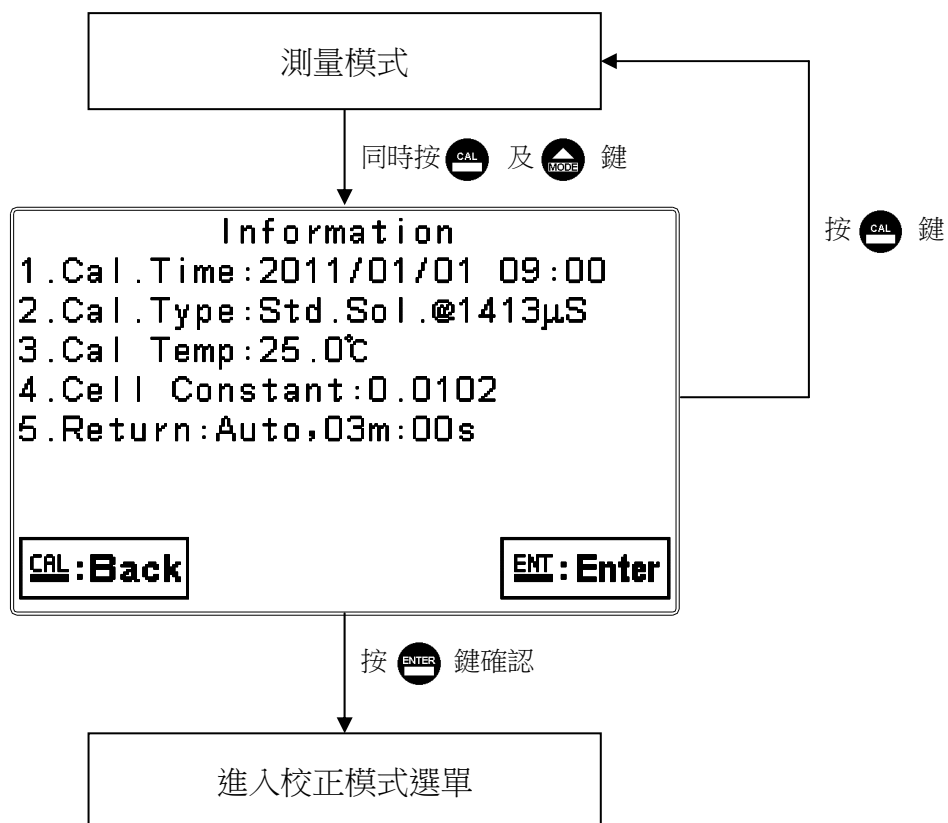 測量模式
同時按 CAL 及 MODE 鍵
按 CAL 鍵
Information
1.Cal.Time:2011/01/01 09:00
2.Cal.Type:Std.Sol.@1413µS
3.Cal Temp:25.0℃
4.Cell Constant:0.0102
5.Return:Auto,03m:00s
CAL:Back
ENT:Enter
按 ENTER 鍵確認
進入校正模式選單